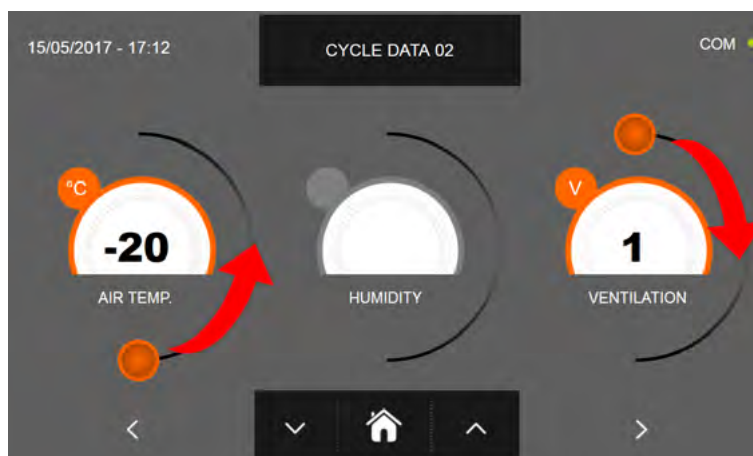 15/05/2017 - 17:12
CYCLE DATA 02
COM
°C
V
-20
1
AIR TEMP.
HUMIDITY
VENTILATION